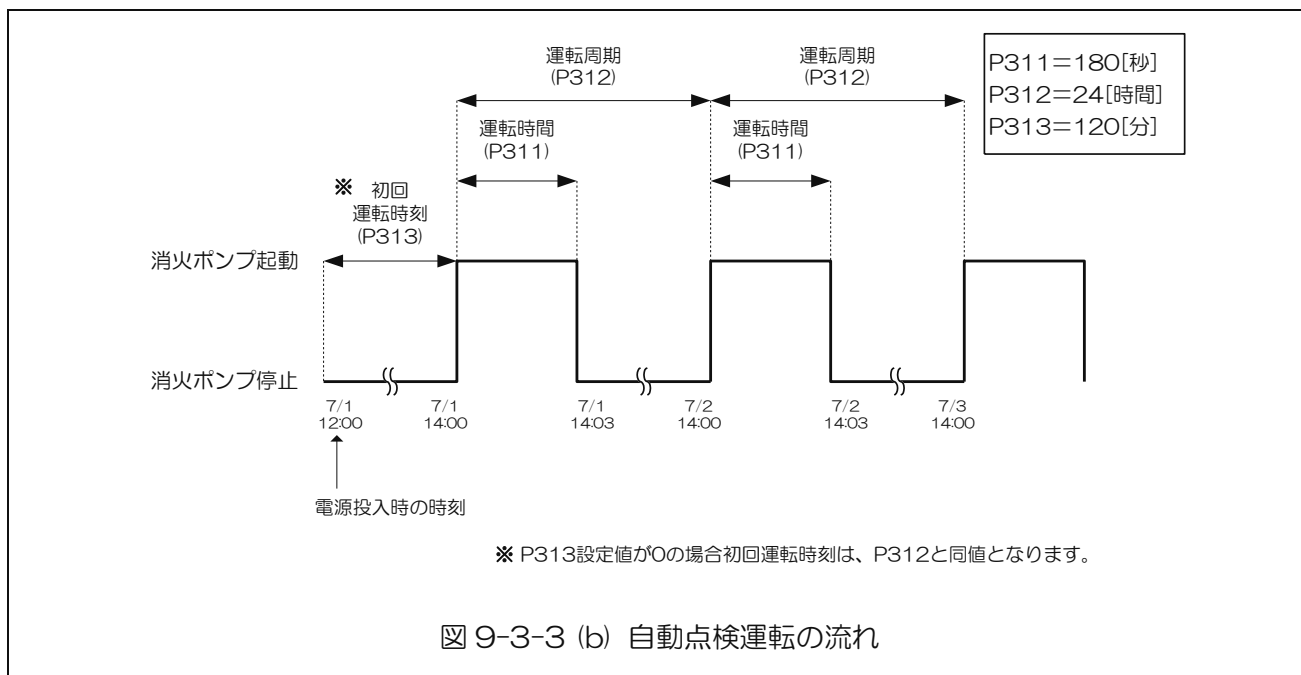 運転周期
(P312)
運転周期
(P312)
P311＝180[秒]
P312＝24[時間]
P313＝120[分]
運転時間
(P311)
運転時間
(P311)
※ 初回
運転時刻
(P313)
消火ポンプ起動
消火ポンプ停止
7/1
12:00
7/1
14:00
7/1
14:03
7/2
14:00
7/2
14:03
7/3
14:00
電源投入時の時刻
※ P313設定値が0の場合初回運転時刻は、P312と同値となります。
図 9-3-3 (b) 自動点検運転の流れ